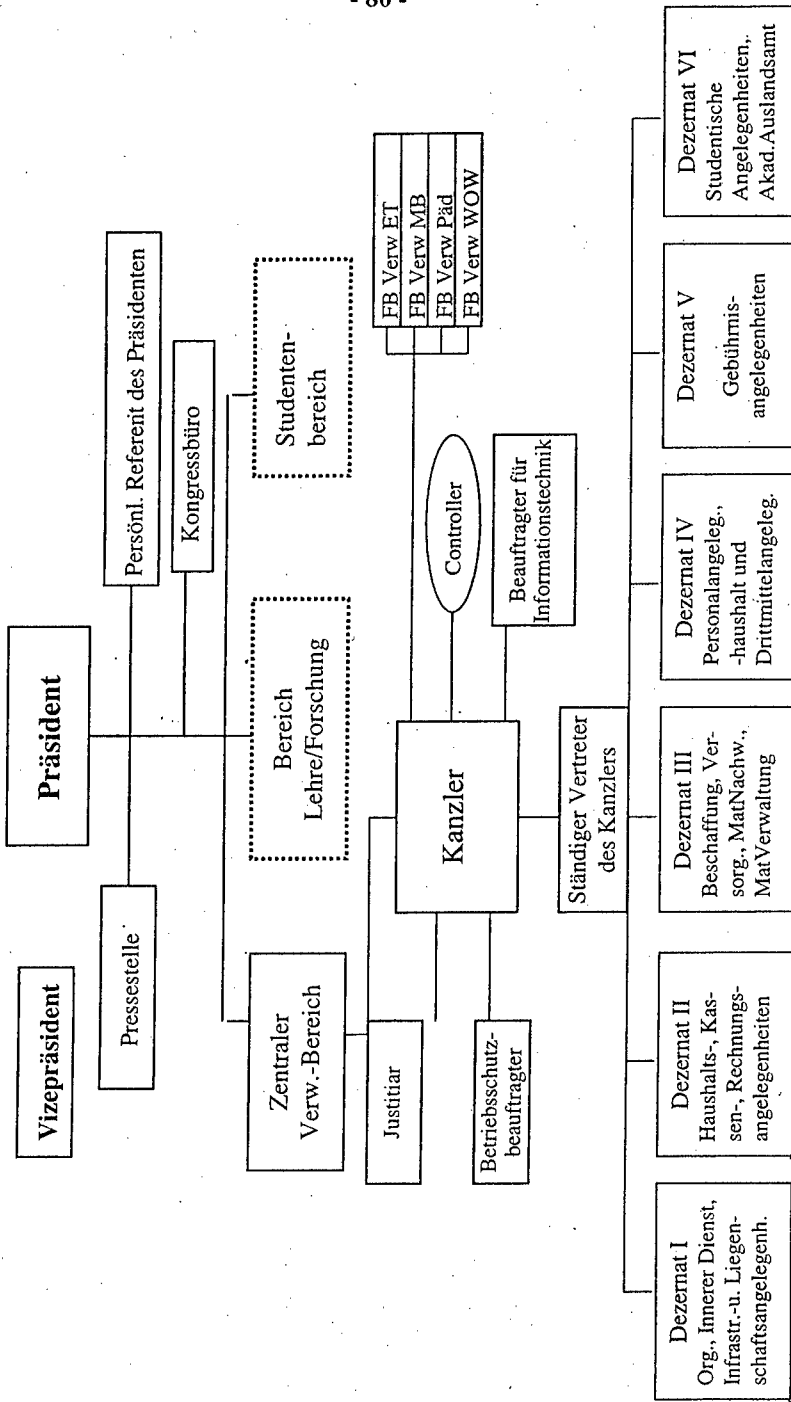 - 80 -
Präsident
Vizepräsident
Pressestelle
Persönl. Referent des Präsidenten
Kongressbüro
Zentraler
Verw.-Bereich
Bereich
Lehre/Forschung
Studenten-
bereich
Justitiar
Kanzler
FB Verw ET
FB Verw MB
FB Verw Päd
FB Verw WOW
Controller
Betriebsschutz-
beauftragter
Beauftragter für
Informationstechnik
Ständiger Vertreter
des Kanzlers
Dezernat I
Org., Innerer Dienst,
Infrastr.-u. Liegen-
schaftsangelegenh.
Dezernat II
Haushalts-, Kas-
sen-, Rechnungs-
angelegenheiten
Dezernat III
Beschaffung, Ver-
sorg., MatNachw.,
MatVerwaltung
Dezernat IV
Personalangeleg.,
-haushalt und
Drittmittelangeleg.
Dezernat V
Gebührnis-
angelegenheiten
Dezernat VI
Studentische
Angelegenheiten,
Akad.Auslandsamt